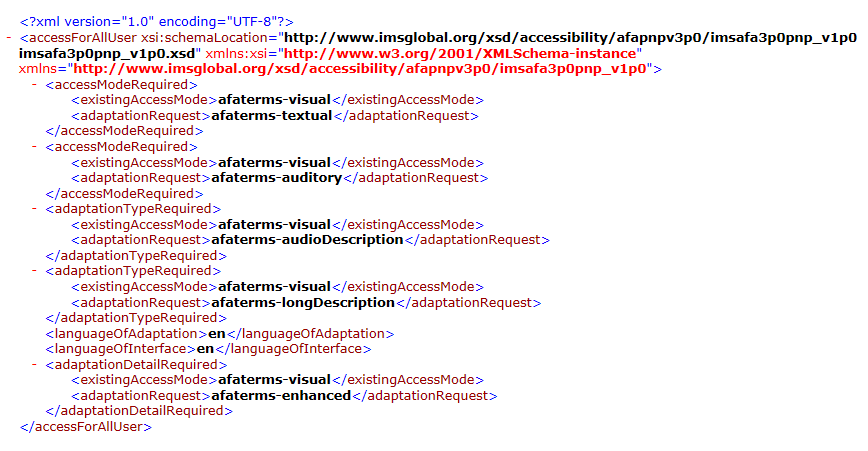 <?xml version="1.0" encoding="UTF-8"?>
- <accessForAllUser xsi:schemaLocation="http://www.imsglobal.org/xsd/accessibility/afapnpv3p0/imsafa3p0pnp_v1p0
imsafa3p0pnp_v1p0.xsd" xmlns:xsi="http://www.w3.org/2001/XMLSchema-instance"
xmlns="http://www.imsglobal.org/xsd/accessibility/afapnpv3p0/imsafa3p0pnp_v1p0">
- <accessModeRequired>
<existingAccessMode>afaterms-visual</existingAccessMode>
<adaptationRequest>afaterms-textual</adaptationRequest>
</accessModeRequired>
- <accessModeRequired>
<existingAccessMode>afaterms-visual</existingAccessMode>
<adaptationRequest>afaterms-auditory</adaptationRequest>
</accessModeRequired>
- <adaptationTypeRequired>
<existingAccessMode>afaterms-visual</existingAccessMode>
<adaptationRequest>afaterms-audioDescription</adaptationRequest>
</adaptationTypeRequired>
- <adaptationTypeRequired>
<existingAccessMode>afaterms-visual</existingAccessMode>
<adaptationRequest>afaterms-longDescription</adaptationRequest>
</adaptationTypeRequired>
<languageOfAdaptation>en</languageOfAdaptation>
<languageOfInterface>en</languageOfInterface>
- <adaptationDetailRequired>
<existingAccessMode>afaterms-visual</existingAccessMode>
<adaptationRequest>afaterms-enhanced</adaptationRequest>
</adaptationDetailRequired>
</accessForAllUser>